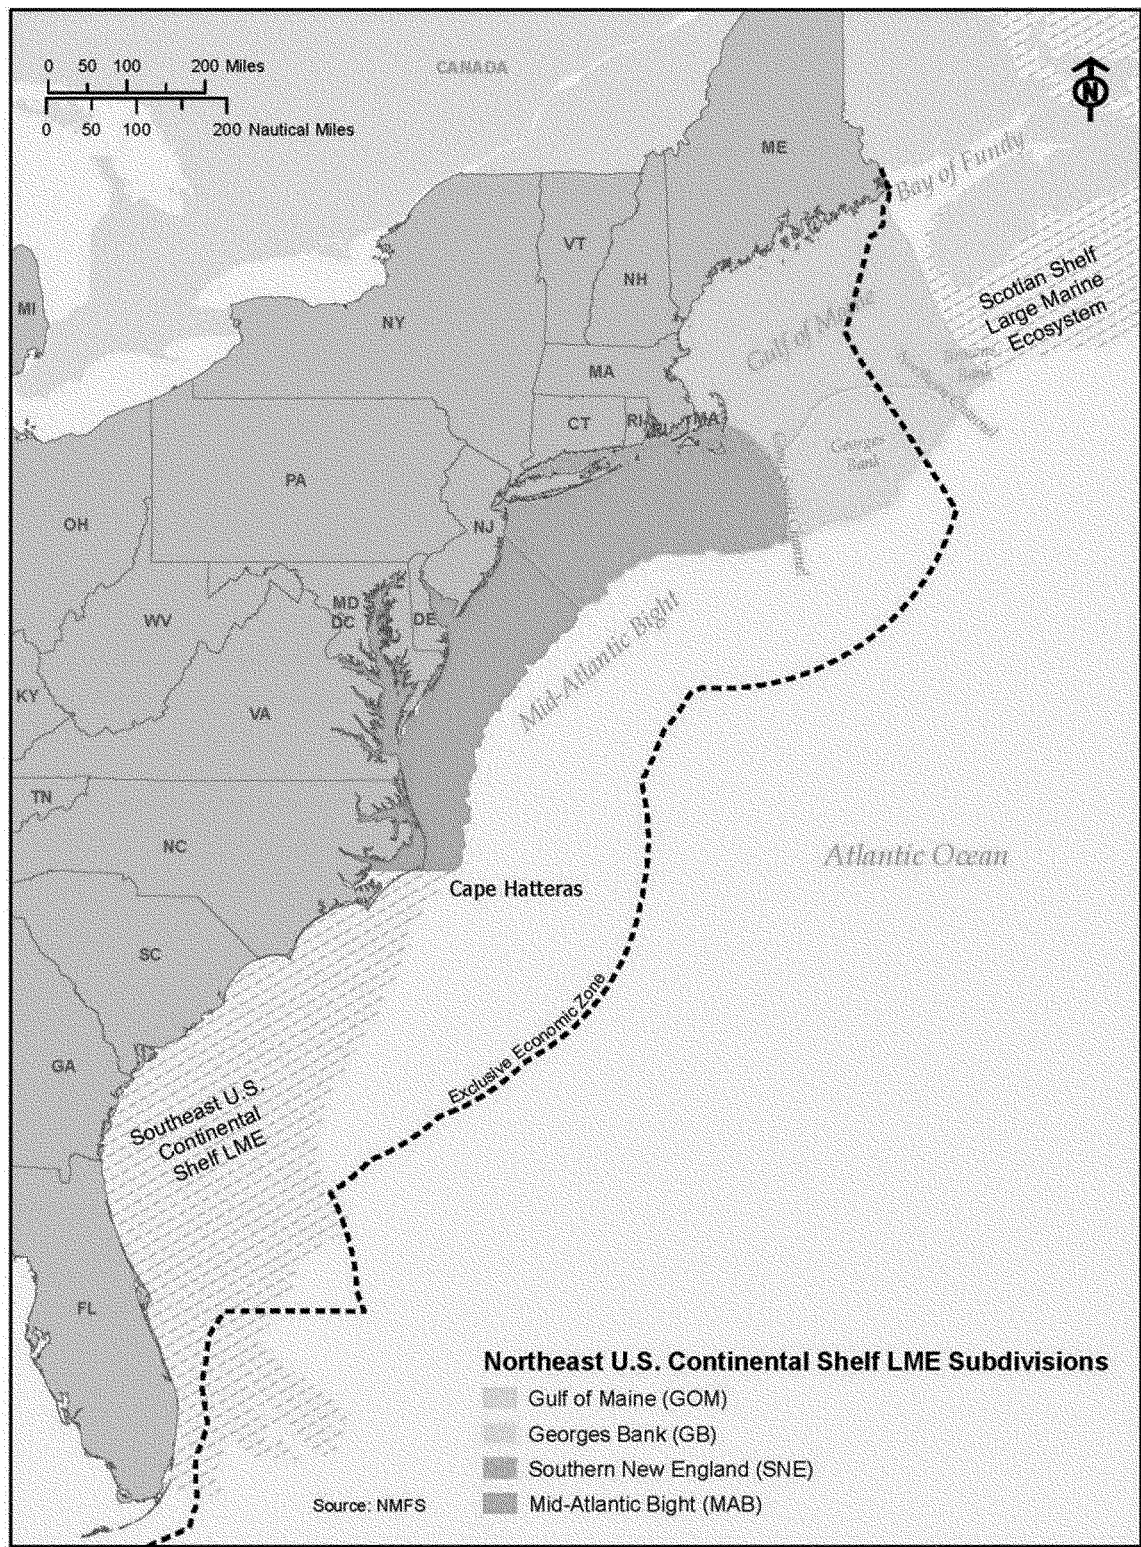 0 50 100 200 Miles
0 50 100 200 Nautical Miles
CANADA
N
ME
Bay of Fundy
VT
NH
MI
NY
Gulf of Maine
Scotian Shelf
Large Marine
Ecosystem
MA
CT
RI
MA
Georges
Bank
PA
OH
NJ
MD
DC
DE
WV
Mid-Atlantic Bight
KY
VA
TN
NC
Atlantic Ocean
Cape Hatteras
SC
Exclusive Economic Zone
GA
Southeast U.S.
Continental
Shelf LME
FL
Northeast U.S. Continental Shelf LME Subdivisions
Gulf of Maine (GOM)
Georges Bank (GB)
Southern New England (SNE)
Mid-Atlantic Bight (MAB)
Source: NMFS